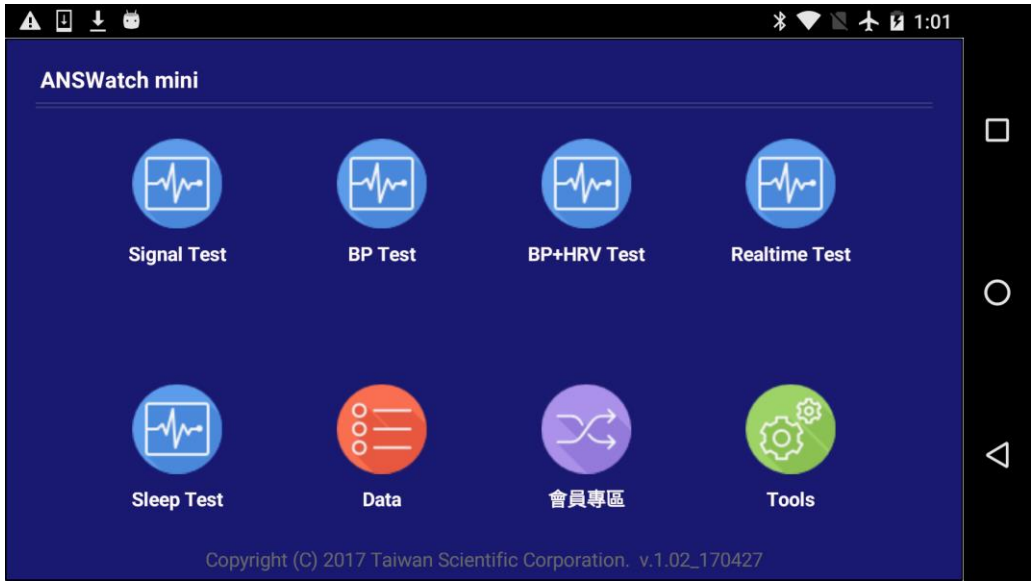 1:01
ANSWatch mini
Signal Test
BP Test
BP+HRV Test
Realtime Test
Sleep Test
Data
會員專區
Tools
Copyright (C) 2017 Taiwan Scientific Corporation. v.1.02_170427